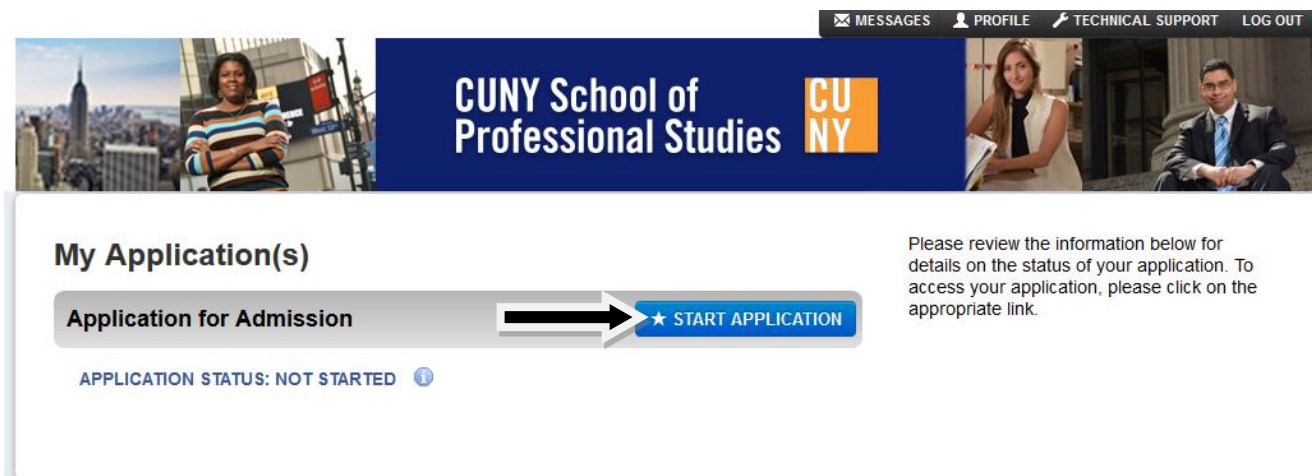 MESSAGES PROFILE TECHNICAL SUPPORT LOG OUT
CUNY School of
Professional Studies
CU
NY
My Application(s)
Application for Admission
★ START APPLICATION
APPLICATION STATUS: NOT STARTED
Please review the information below for
details on the status of your application. To
access your application, please click on the
appropriate link.